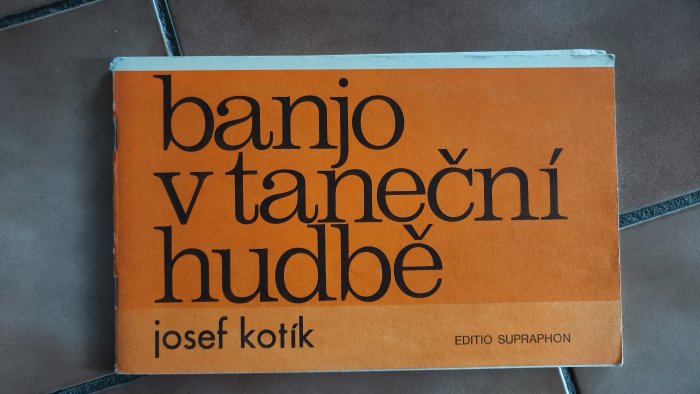 banjo
v taneční
hudbě
josef kotík
EDITIO SUPRAPHON